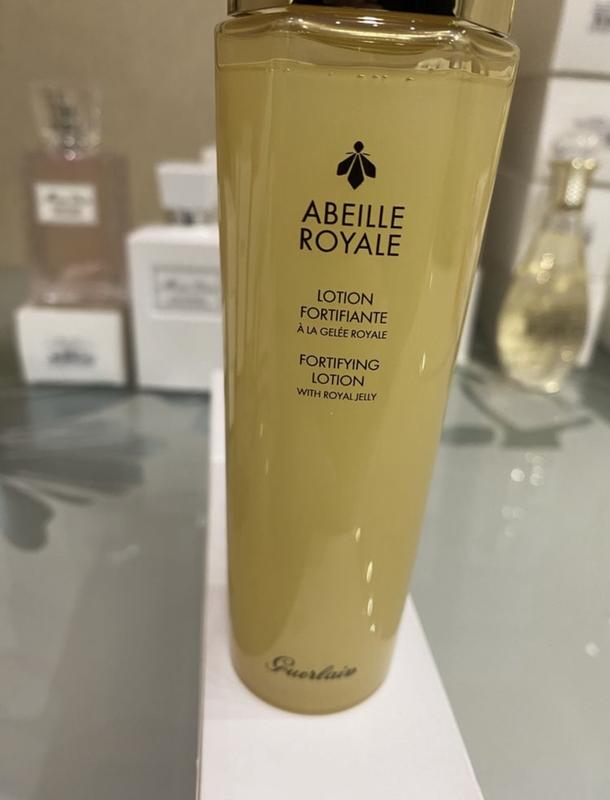 ABEILLE
ROYALE
LOTION
FORTIFIANTE
À LA GELÉE ROYALE
FORTIFYING
LOTION
WITH ROYAL JELLY
Guerlain